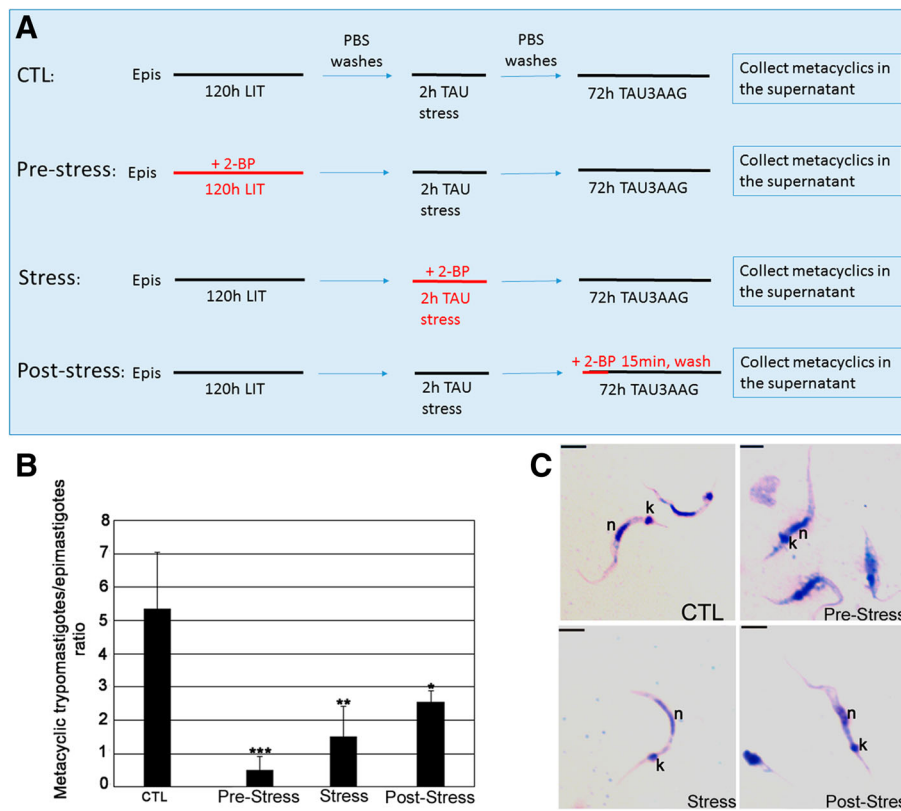 A
CTL:
Epis
120h LIT
PBS
washes
2h TAU
stress
PBS
washes
72h TAU3AAG
Collect metacyclics in
the supernatant
Pre-stress:
Epis
+ 2-BP
120h LIT
2h TAU
stress
72h TAU3AAG
Collect metacyclics in
the supernatant
Stress:
Epis
120h LIT
+ 2-BP
2h TAU
stress
72h TAU3AAG
Collect metacyclics in
the supernatant
Post-stress:
Epis
120h LIT
2h TAU
stress
+ 2-BP 15min, wash
72h TAU3AAG
Collect metacyclics in
the supernatant
B
Metacyclic trypomastigotes/epimastigotes
ratio
8
7
6
5
4
3
2
1
0
***
**
*
CTL
Pre-Stress
Stress
Post-Stress
C
n
k
CTL
k
n
Pre-Stress
n
k
Stress
n
k
Post-Stress